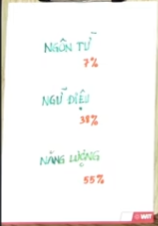 NGÔN TỪ
7%
NGỮ ĐIỆU
38%
NĂNG LƯỢNG
55%